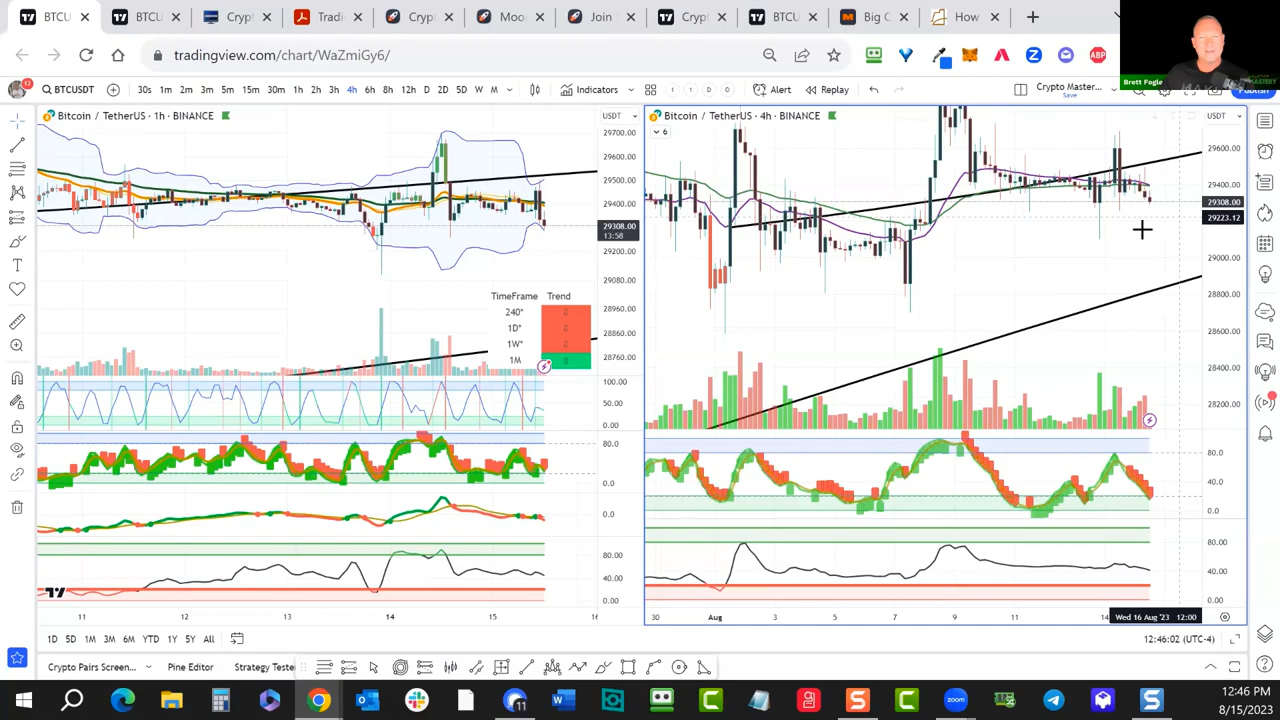 BTCU
BTCU
Crypt
Tradi
Crypt
Moo
Join
Crypt
BTCU
Big C
How
tradingview.com/chart/WaZmiGy6/
ABP
Brett Fogle
BTCUSDT
30s 1m 2m 3m 5m 15m 30m 1h 2h 3h 4h 6h 8h 12h
W M
Indicators
Alert
Replay
Crypto Master...
Save
Publish
Bitcoin / TetherUS · 1h · BINANCE
USDT
29700.00
29600.00
29500.00
29400.00
29308.00
13:58
29200.00
29080.00
28960.00
28860.00
28760.00
TimeFrame Trend
240*
1D*
1W*
1M
100.00
50.00
0.00
80.0
0.0
0.0
80.00
40.00
0.00
11 12 13 14 15 16
Bitcoin / TetherUS · 4h · BINANCE
USDT
6
29600.00
29400.00
29308.00
29223.12
29000.00
28800.00
28600.00
28400.00
28200.00
80.0
40.0
0.0
80.00
40.00
0.00
30 Aug 3 5 7 9 11 14
Wed 16 Aug '23 12:00
1D 5D 1M 3M 6M YTD 1Y 5Y All
12:46:02 (UTC-4)
Crypto Pairs Screen...
Pine Editor
Strategy Teste
11
12:46 PM
8/15/2023